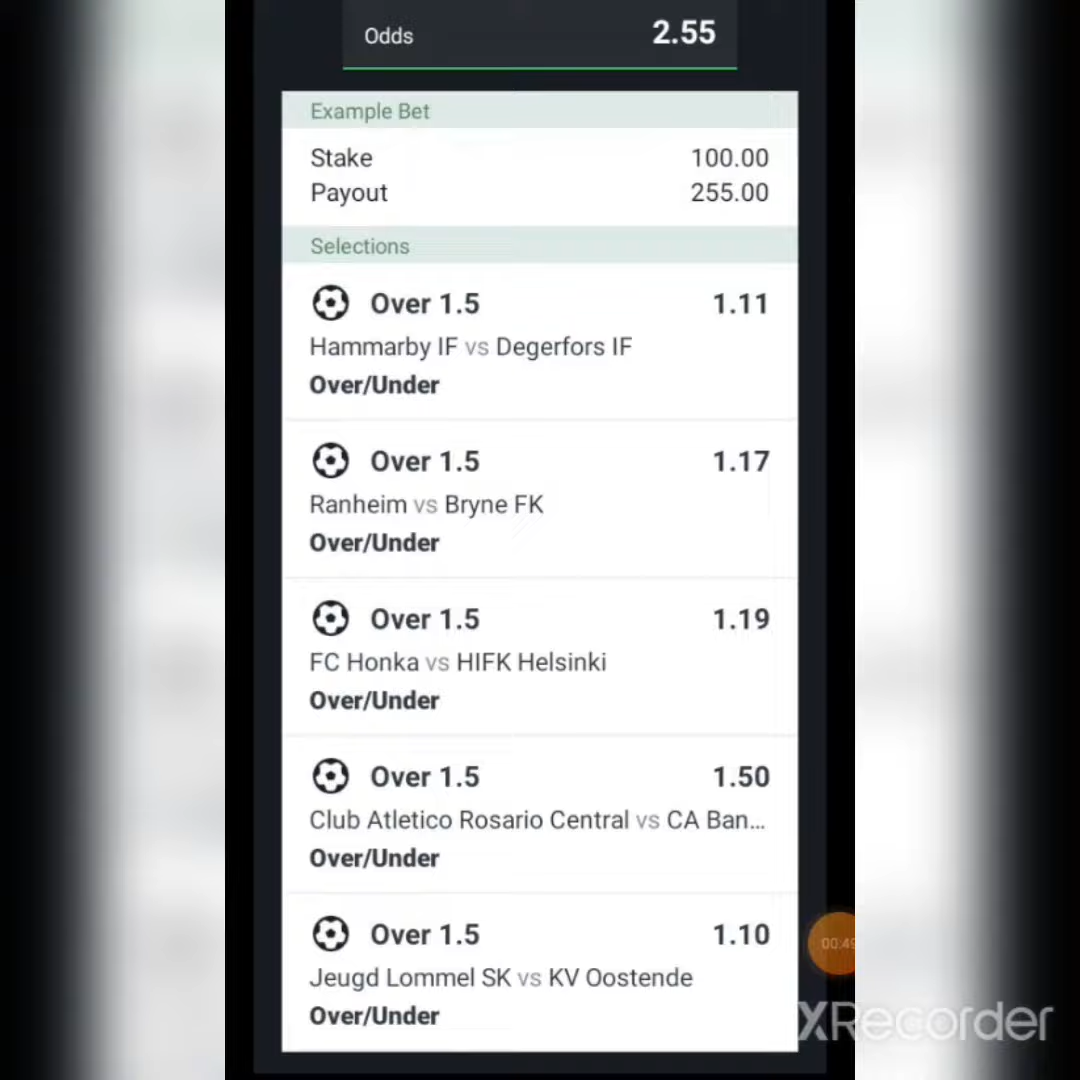 Odds 2.55
Example Bet
Stake 100.00
Payout 255.00
Selections
Over 1.5 1.11
Hammarby IF vs Degerfors IF
Over/Under
Over 1.5 1.17
Ranheim vs Bryne FK
Over/Under
Over 1.5 1.19
FC Honka vs HIFK Helsinki
Over/Under
Over 1.5 1.50
Club Atletico Rosario Central vs CA Ban...
Over/Under
Over 1.5 1.10
00:49
Jeugd Lommel SK vs KV Oostende
Over/Under
XRecorder